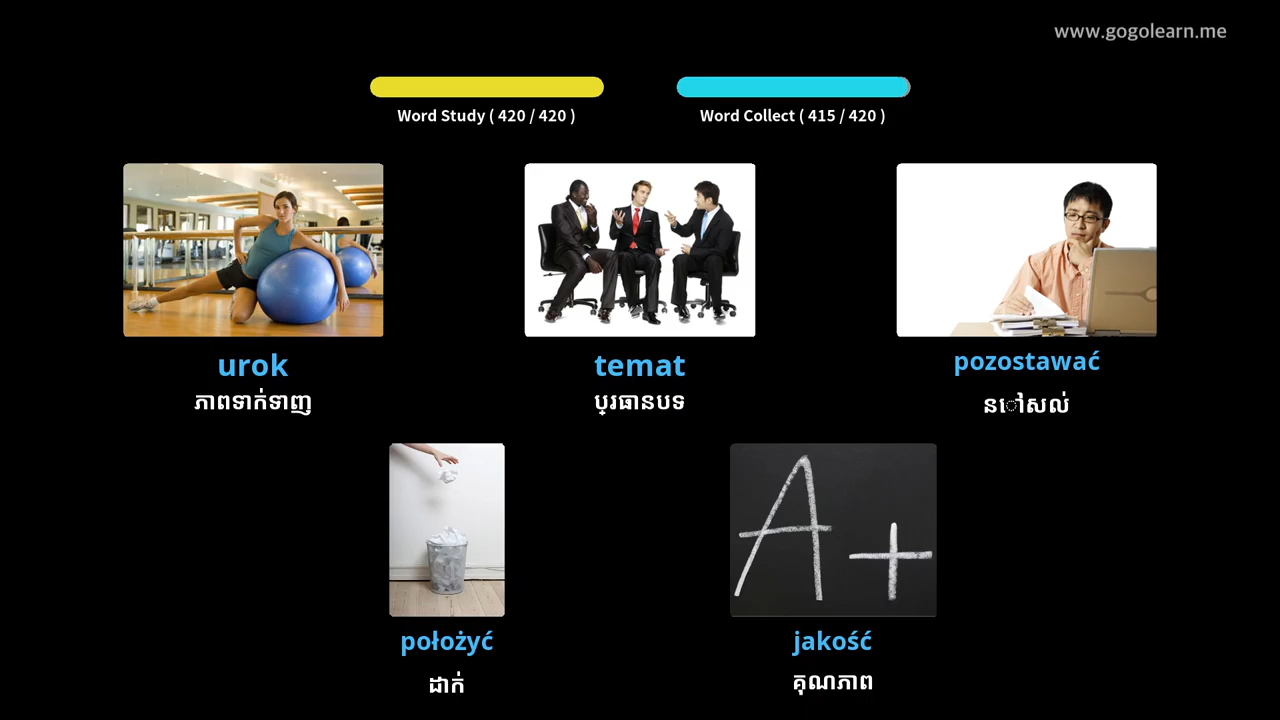 www.gogolearn.me
Word Study ( 420 / 420 )
Word Collect ( 415 / 420 )
urok
ភាពទាក់ទាញ
temat
ប្រធានបទ
pozostawać
នៅសល់
położyć
ដាក់
jakość
គុណភាព
A+